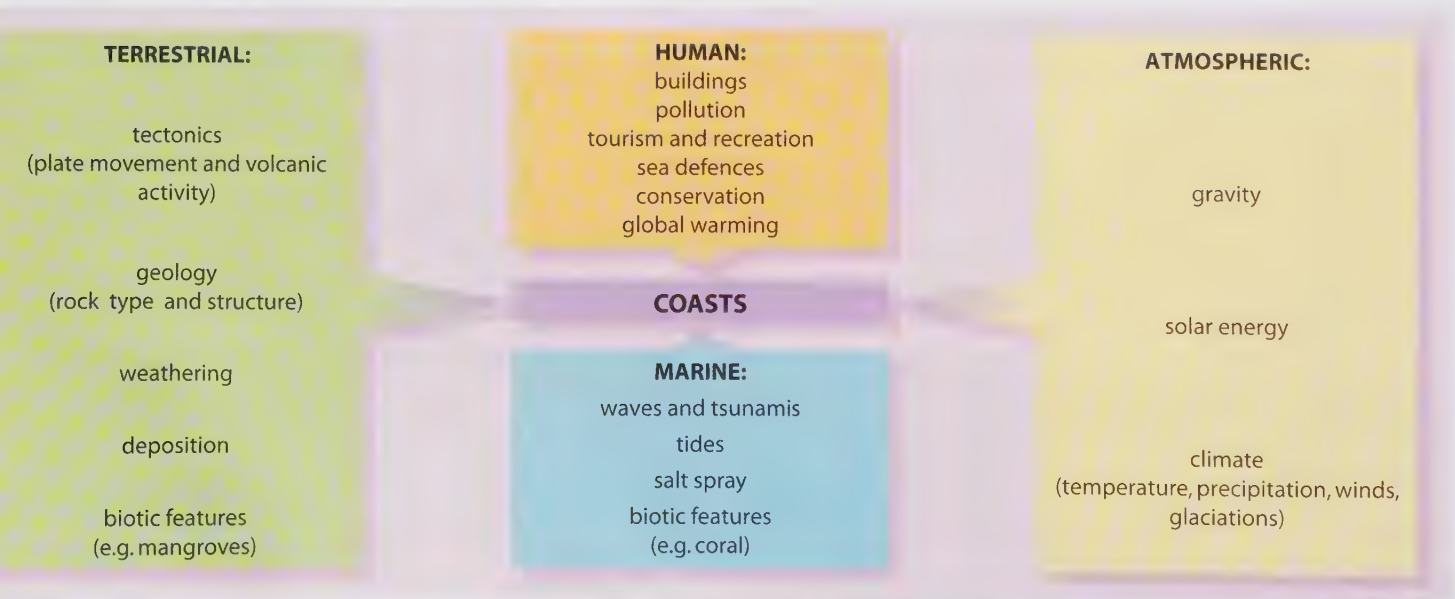 TERRESTRIAL:
tectonics
(plate movement and volcanic
activity)
geology
(rock type and structure)
weathering
deposition
biotic features
(e.g. mangroves)
HUMAN:
buildings
pollution
tourism and recreation
sea defences
conservation
global warming
COASTS
MARINE:
waves and tsunamis
tides
salt spray
biotic features
(e.g. coral)
ATMOSPHERIC:
gravity
solar energy
climate
(temperature, precipitation, winds,
glaciations)